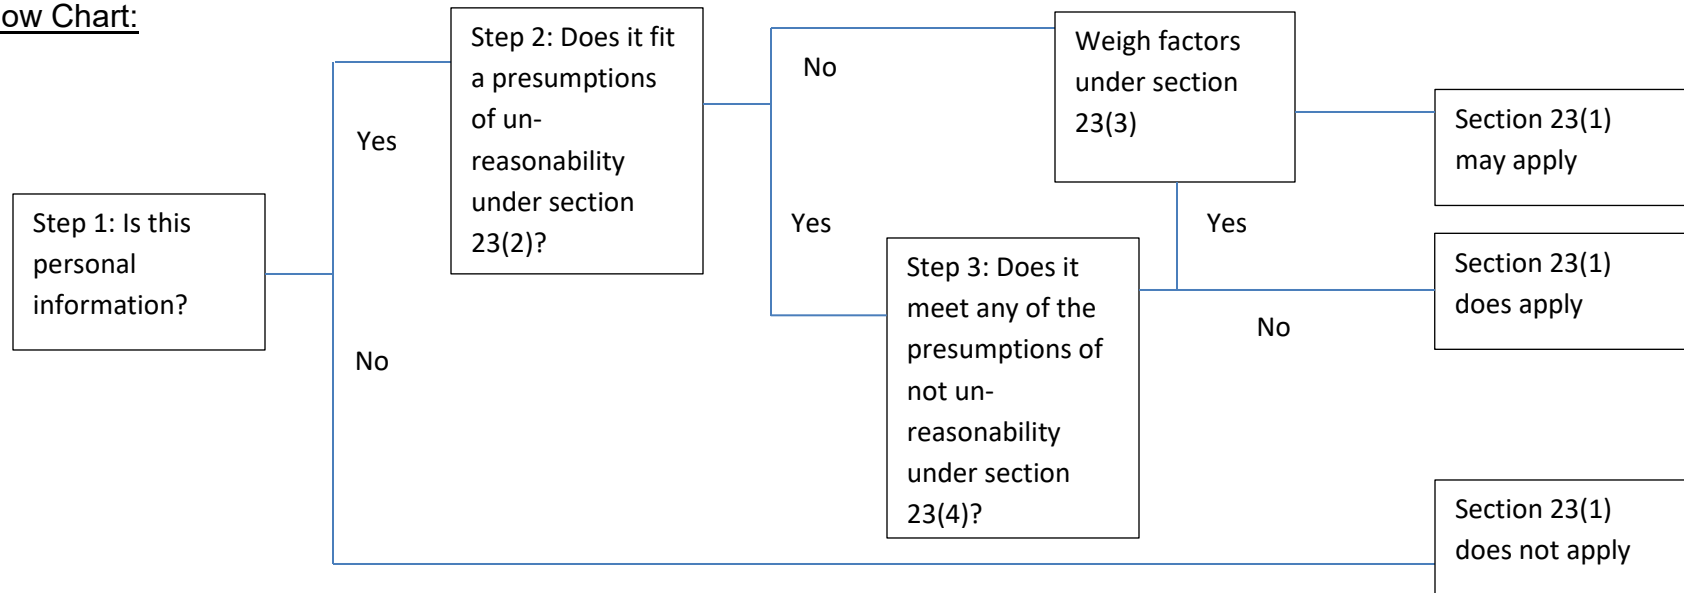 ow Chart:
Step 1: Is this
personal
information?
Yes
No
Step 2: Does it fit
a presumptions
of un-
reasonability
under section
23(2)?
No
Yes
Weigh factors
under section
23(3)
Step 3: Does it
meet any of the
presumptions of
not un-
reasonability
under section
23(4)?
Yes
No
Section 23(1)
may apply
Section 23(1)
does apply
Section 23(1)
does not apply